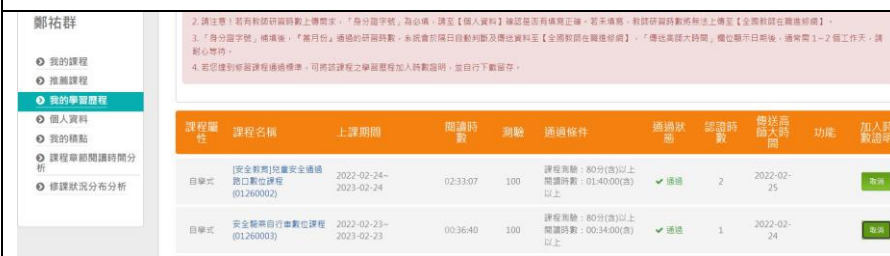 鄭祐群
我的課程
推薦課程
我的學習歷程
個人資料
我的積點
課程章節閱讀時間分
析
修課狀況分布分析
2. 請注意！若有教師研習時數上傳需求，「身分證字號」為必填，請至【個人資料】確認是否有填寫正確。若未填寫，教師研習時數將無法上傳至【全國教師在職進修網】。
3. 「身分證字號」補填後，『當月份』通過的研習時數，系統會於隔日自動判斷及傳送資料至【全國教師在職進修網】，「傳送高師大時間」欄位顯示日期後，通常需 1~2 個工作天，請
耐心等待。
4. 若您達到修習課程通過標準，可將該課程之學習歷程加入時數證明，並自行下載留存。
課程屬
性
課程名稱
上課期間
閱讀時
數
測驗
通過條件
通過狀
態
認證時
數
傳送高
師大時
間
功能
加入時
數證明
自學式
[安全教育]兒童安全通過
路口數位課程
(01260002)
2022-02-24~
2023-02-24
02:33:07
100
課程測驗：80分(含)以上
閱讀時數：01:40:00(含)
以上
通過
2
2022-02-
25
取消
自學式
安全騎乘自行車數位課程
(01260003)
2022-02-23~
2023-02-23
00:36:40
100
課程測驗：80分(含)以上
閱讀時數：00:34:00(含)
以上
通過
1
2022-02-
24
取消